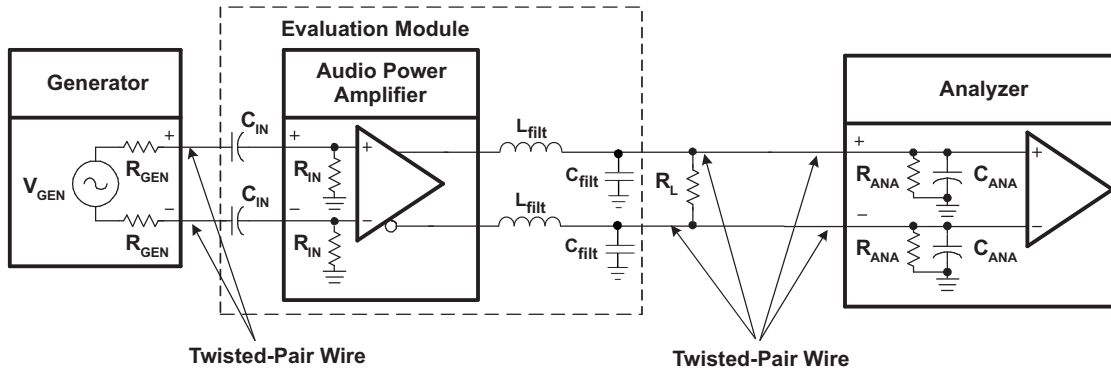 Evaluation Module
Generator
Audio Power
Amplifier
Analyzer
C_IN
L_filt
+
+
+
+
+
R_GEN
R_IN
C_filt
R_L
R_ANA
C_ANA
V_GEN
C_IN
L_filt
−
−
−
−
−
R_GEN
R_IN
C_filt
R_ANA
C_ANA
Twisted-Pair Wire
Twisted-Pair Wire